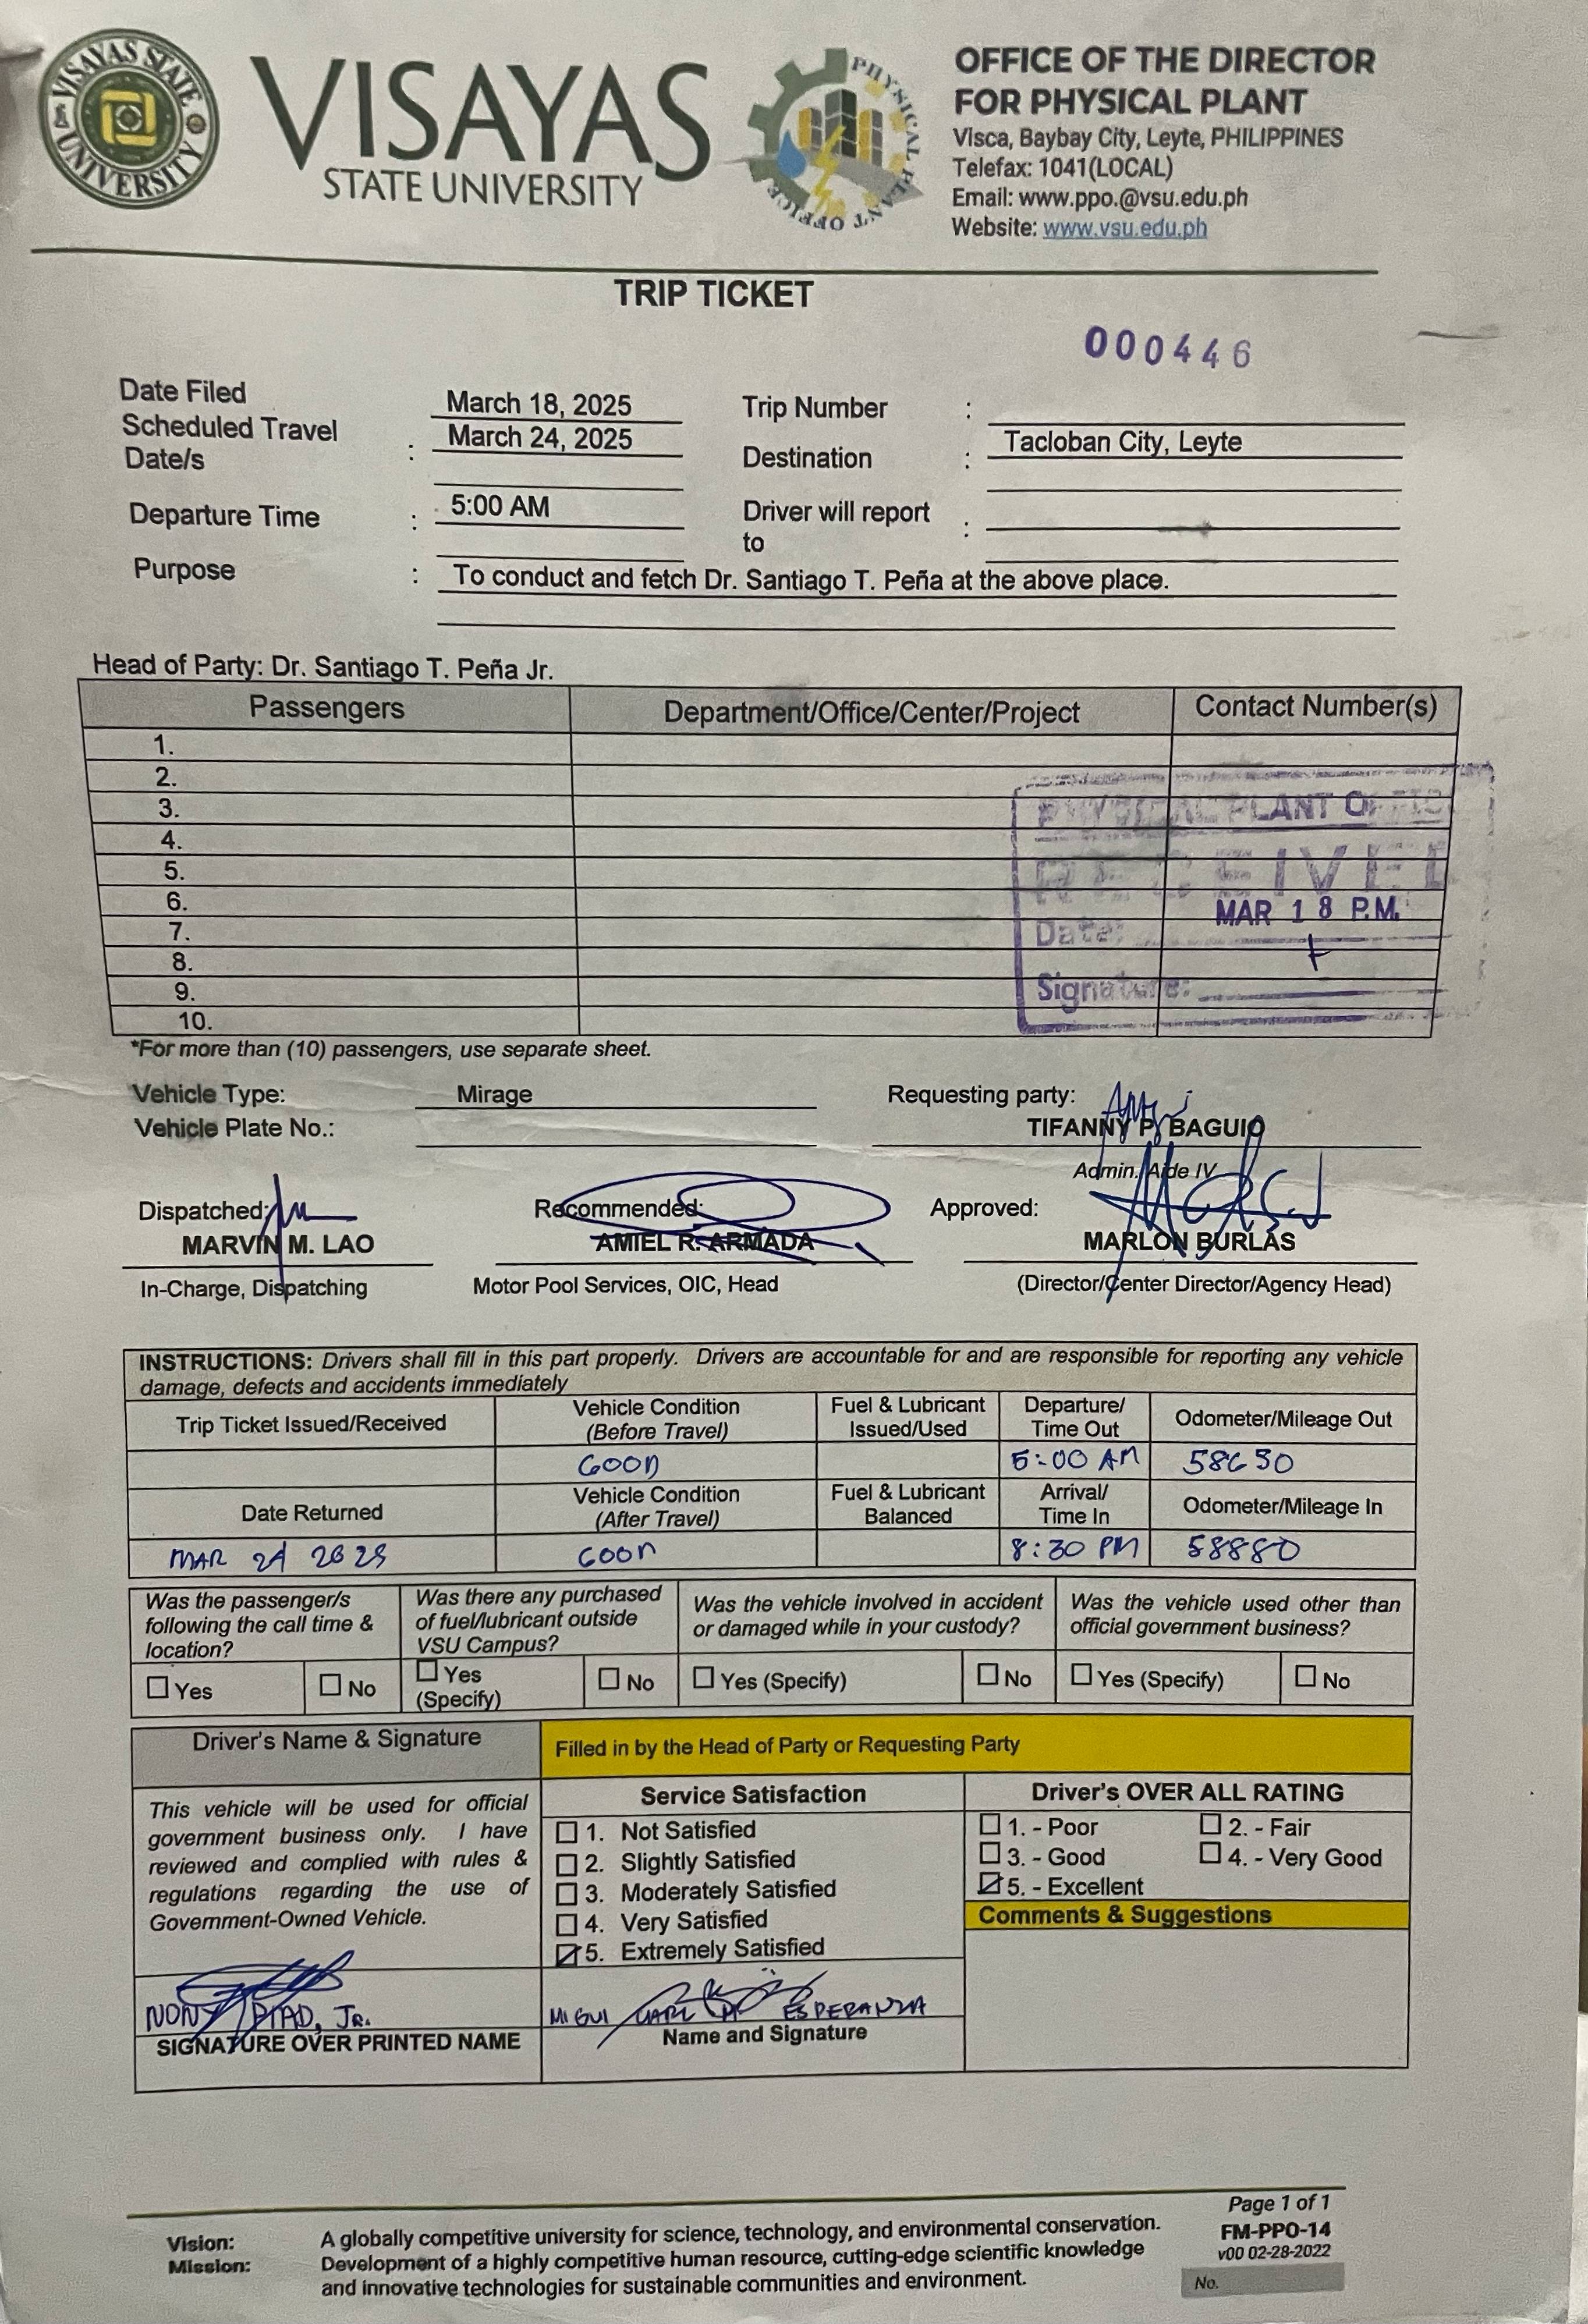 VISAYAS STATE UNIVERSITY
VISAYAS
STATE UNIVERSITY
PHYSICAL PLANT OFFICE
OFFICE OF THE DIRECTOR
FOR PHYSICAL PLANT
Visca, Baybay City, Leyte, PHILIPPINES
Telefax: 1041(LOCAL)
Email: www.ppo.@vsu.edu.ph
Website: www.vsu.edu.ph
TRIP TICKET
000446
Date Filed March 18, 2025 Trip Number :
Scheduled Travel Date/s : March 24, 2025 Destination : Tacloban City, Leyte
Departure Time : 5:00 AM Driver will report to :
Purpose : To conduct and fetch Dr. Santiago T. Peña at the above place.
Head of Party: Dr. Santiago T. Peña Jr.
Passengers Department/Office/Center/Project Contact Number(s)
1.
2.
3.
4.
5.
6.
7.
8.
9.
10.
PHYSICAL PLANT OFFIC
RECEIVED
Date: MAR 18 P.M.
Signature:
*For more than (10) passengers, use separate sheet.
Vehicle Type: Mirage Requesting party:
Vehicle Plate No.: TIFANNY P. BAGUIO
Admin. Aide IV
Dispatched: Recommended: Approved:
MARVIN M. LAO AMIEL R. ARMADA MARLON BURLAS
In-Charge, Dispatching Motor Pool Services, OIC, Head (Director/Center Director/Agency Head)
INSTRUCTIONS: Drivers shall fill in this part properly. Drivers are accountable for and are responsible for reporting any vehicle
damage, defects and accidents immediately
Trip Ticket Issued/Received Vehicle Condition (Before Travel) Fuel & Lubricant Issued/Used Departure/ Time Out Odometer/Mileage Out
GOOD 5:00 AM 58630
Date Returned Vehicle Condition (After Travel) Fuel & Lubricant Balanced Arrival/ Time In Odometer/Mileage In
MAR 24 2025 GOOD 8:30 PM 58880
Was the passenger/s following the call time & location? Was there any purchased of fuel/lubricant outside VSU Campus? Was the vehicle involved in accident or damaged while in your custody? Was the vehicle used other than official government business?
Yes No Yes (Specify) No Yes (Specify) No Yes (Specify) No
Driver's Name & Signature Filled in by the Head of Party or Requesting Party
This vehicle will be used for official
government business only. I have
reviewed and complied with rules &
regulations regarding the use of
Government-Owned Vehicle.
Service Satisfaction
1. Not Satisfied
2. Slightly Satisfied
3. Moderately Satisfied
4. Very Satisfied
5. Extremely Satisfied
Driver's OVER ALL RATING
1. - Poor 2. - Fair
3. - Good 4. - Very Good
5. - Excellent
Comments & Suggestions
NONY PIAD, JR.
SIGNATURE OVER PRINTED NAME
MIGUI CARL ESPERANZA
Name and Signature
Vision: A globally competitive university for science, technology, and environmental conservation.
Mission: Development of a highly competitive human resource, cutting-edge scientific knowledge
and innovative technologies for sustainable communities and environment.
Page 1 of 1
FM-PPO-14
v00 02-28-2022
No.